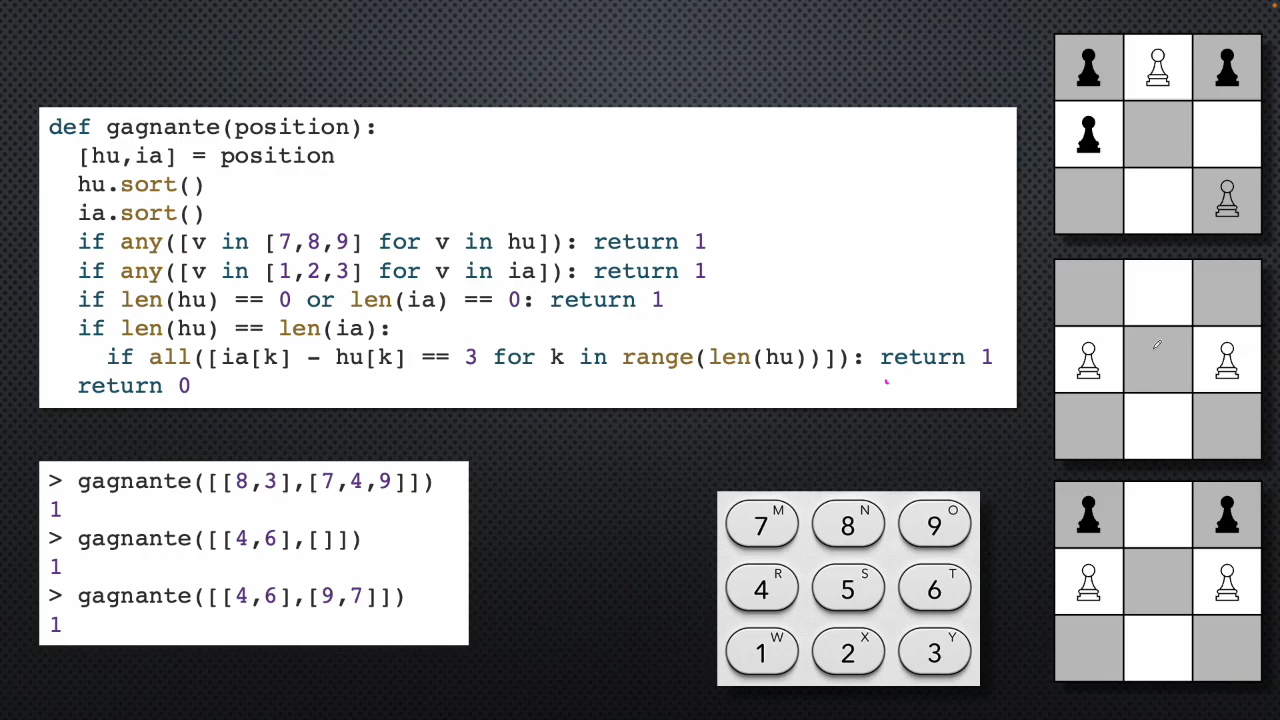 def gagnante(position):
  [hu,ia] = position
  hu.sort()
  ia.sort()
  if any([v in [7,8,9] for v in hu]): return 1
  if any([v in [1,2,3] for v in ia]): return 1
  if len(hu) == 0 or len(ia) == 0: return 1
  if len(hu) == len(ia):
    if all([ia[k] - hu[k] == 3 for k in range(len(hu))]): return 1
  return 0
> gagnante([[8,3],[7,4,9]])
1
> gagnante([[4,6],[]])
1
> gagnante([[4,6],[9,7]])
1
7 M 8 N 9 O
4 R 5 S 6 T
1 W 2 X 3 Y